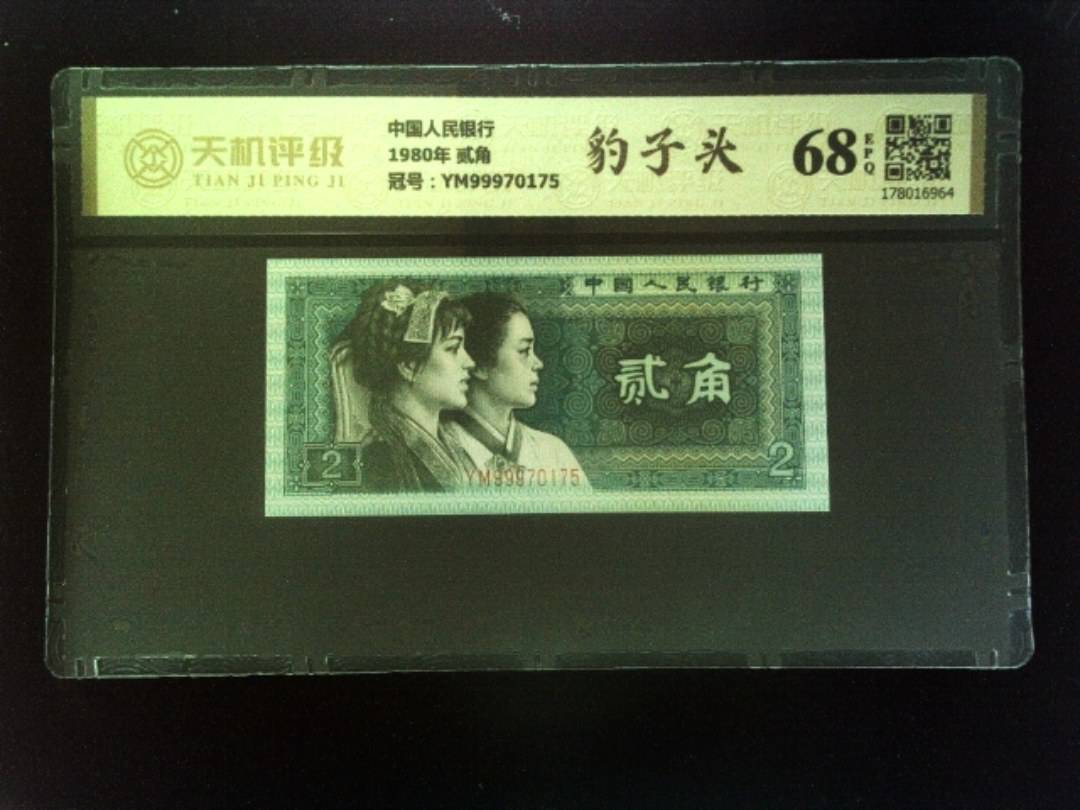 天机评级
TIAN JI PING JI
中国人民银行
1980年 贰角
冠号：YM99970175
豹子头
68
EPQ
178016964
中国人民银行
贰角
2
2
YM99970175